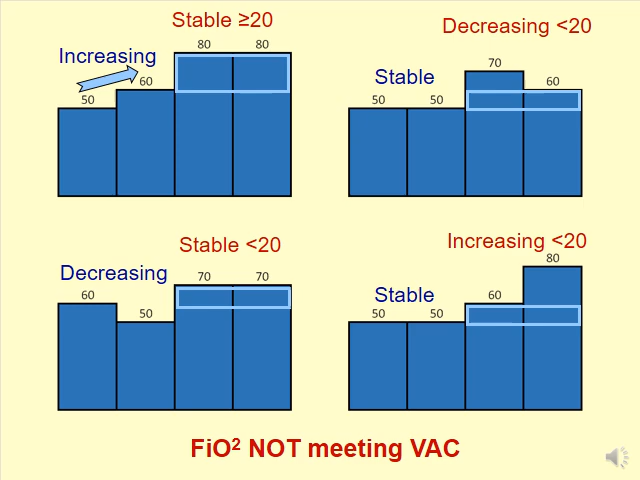 Stable ≥20
Increasing
80 80
60
50
Decreasing <20
Stable
70
60
50 50
Stable <20
Decreasing
70 70
60
50
Increasing <20
80
Stable
60
50 50
FiO² NOT meeting VAC